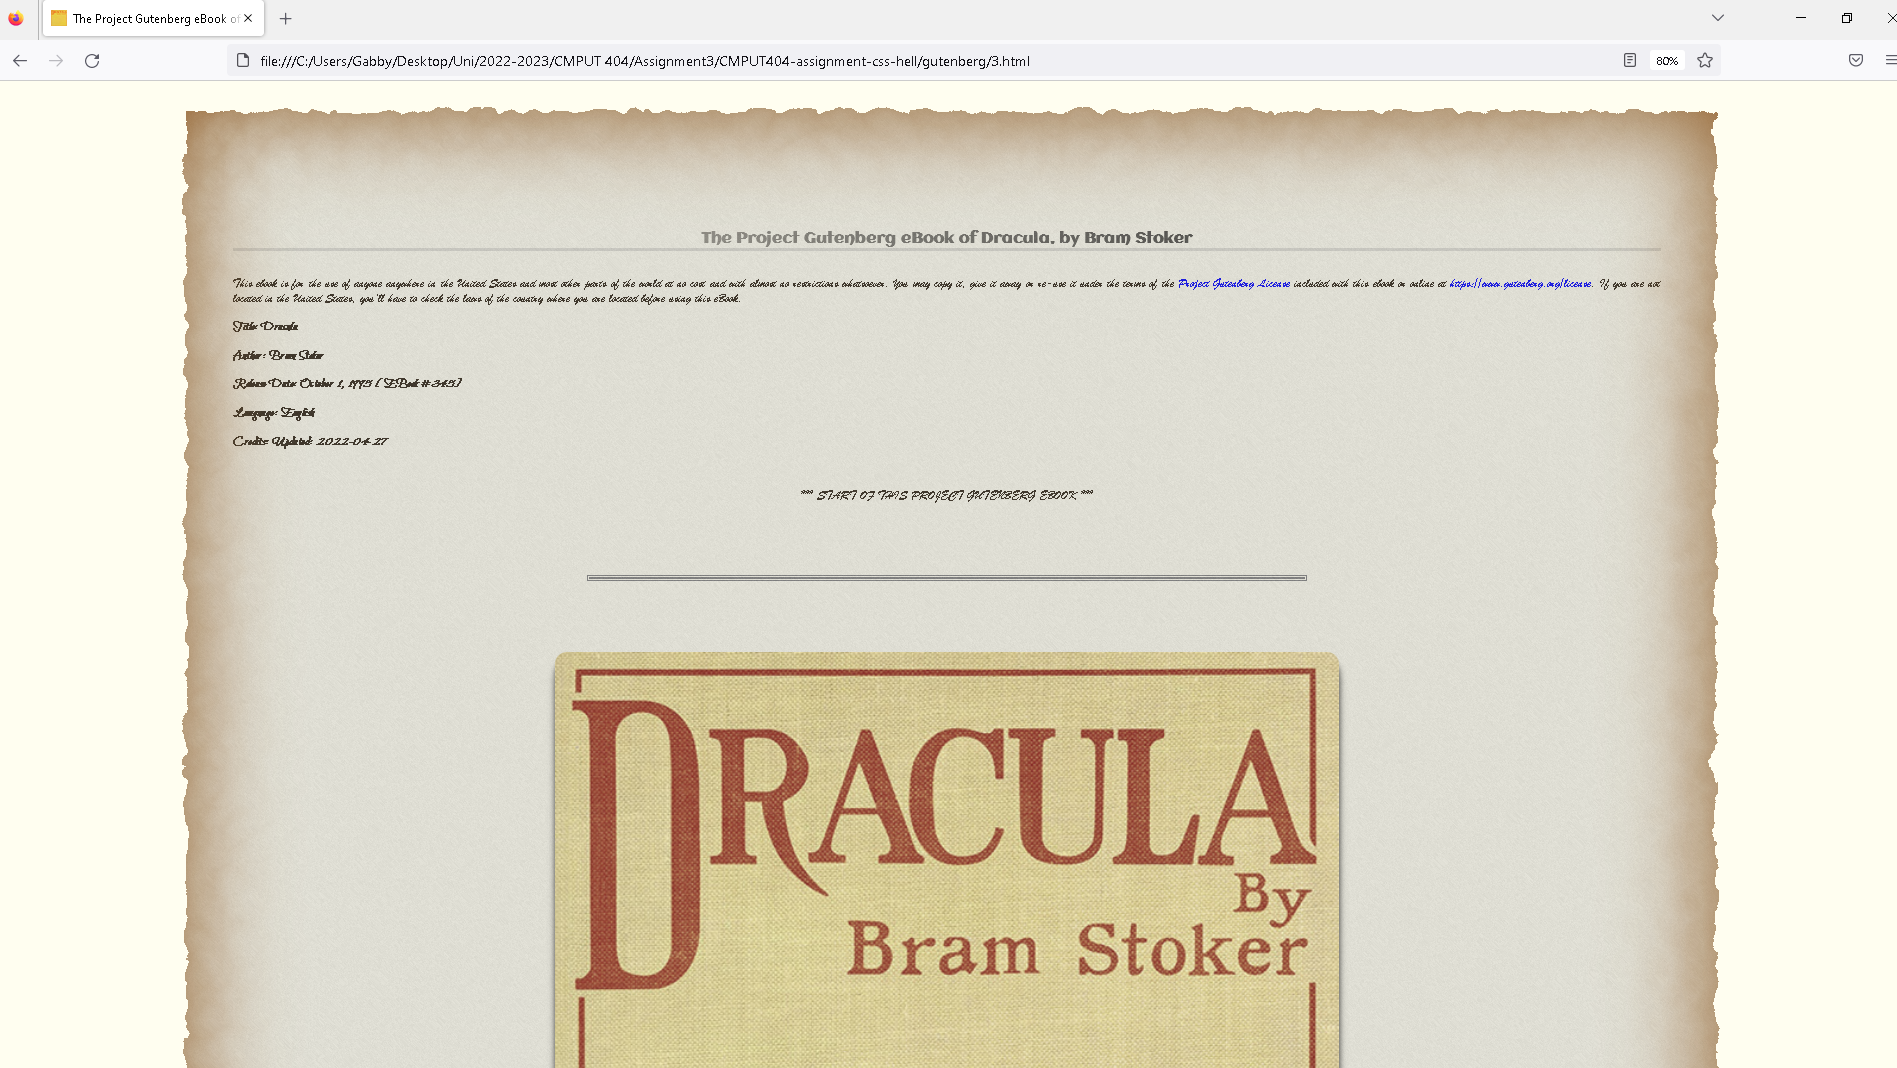 The Project Gutenberg eBook of
file:///C:/Users/Gabby/Desktop/Uni/2022-2023/CMPUT 404/Assignment3/CMPUT404-assignment-css-hell/gutenberg/3.html
80%
The Project Gutenberg eBook of Dracula, by Bram Stoker
This ebook is for the use of anyone anywhere in the United States and most other parts of the world at no cost and with almost no restrictions whatsoever. You may copy it, give it away or re-use it under the terms of the Project Gutenberg License included with this ebook or online at https://www.gutenberg.org/license. If you are not
located in the United States, you'll have to check the laws of the country where you are located before using this eBook.
Title: Dracula
Author: Bram Stoker
Release Date: October 1, 1995 [EBook #345]
Language: English
Credits: Updated: 2022-04-27
*** START OF THIS PROJECT GUTENBERG EBOOK ***
DRACULA
By
Bram Stoker